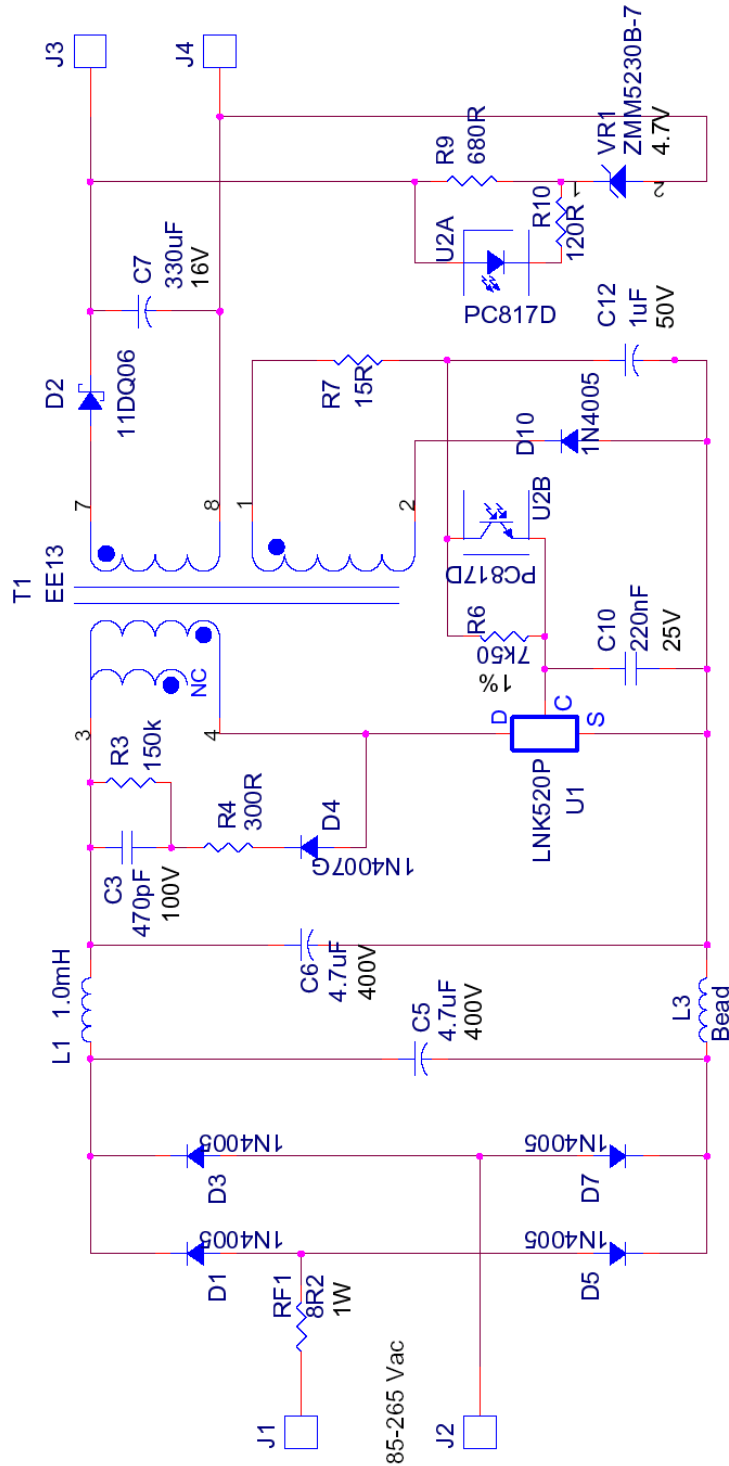 J1
85-265 Vac
J2
RF1
8R2
1W
D1
1N4005
D3
1N4005
D5
1N4005
D7
1N4005
L1 1.0mH
C5
4.7uF
400V
L3
Bead
C6
4.7uF
400V
C3
470pF
100V
R3
150k
R4
300R
D4
1N4007G
3
4
NC
T1
EE13
LNK520P
U1
D
C
S
R6
7k50
1%
C10
220nF
25V
PC817D
U2B
7
8
1
2
D2
11DQ06
R7
15R
D10
1N4005
C7
330uF
16V
C12
1uF
50V
U2A
PC817D
R9
680R
R10
120R
1
2
VR1
ZMM5230B-7
4.7V
J3
J4